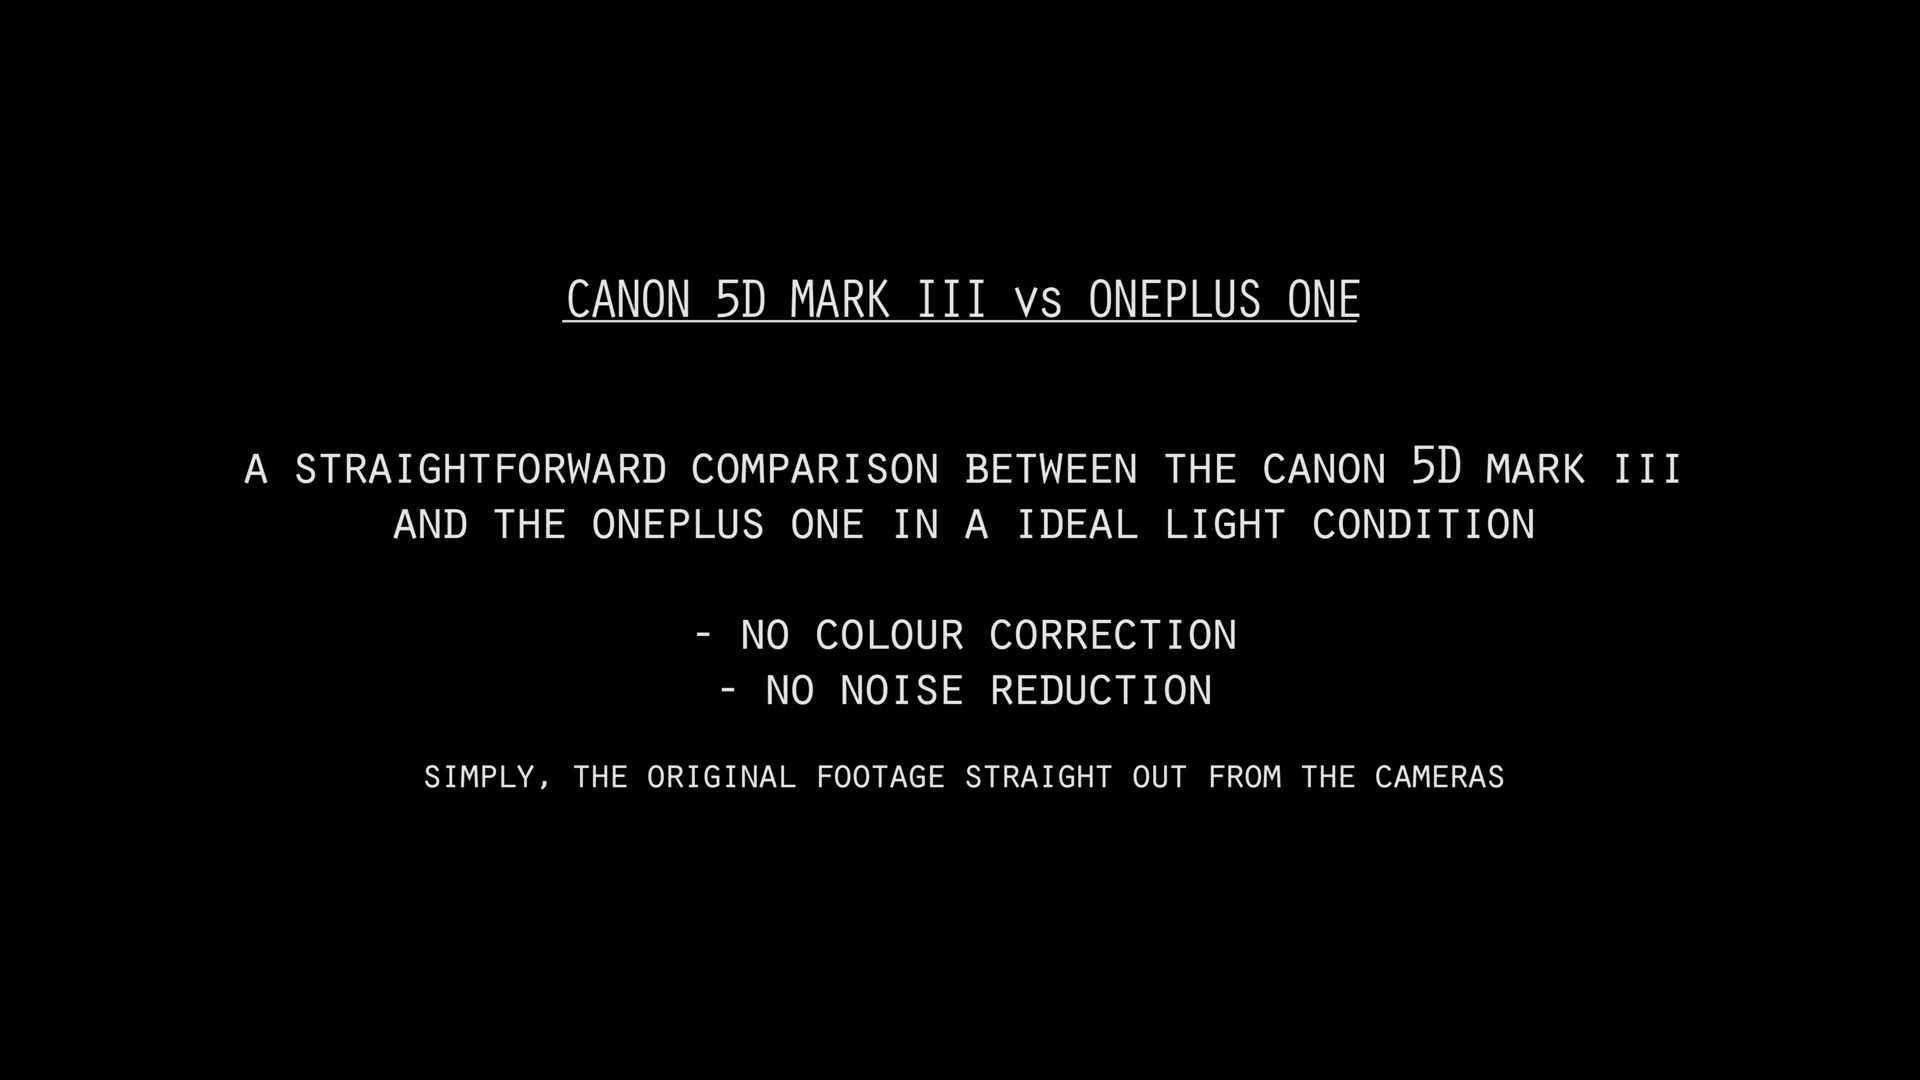 CANON 5D MARK III vs ONEPLUS ONE
A STRAIGHTFORWARD COMPARISON BETWEEN THE CANON 5D MARK III
AND THE ONEPLUS ONE IN A IDEAL LIGHT CONDITION
- NO COLOUR CORRECTION
- NO NOISE REDUCTION
SIMPLY, THE ORIGINAL FOOTAGE STRAIGHT OUT FROM THE CAMERAS